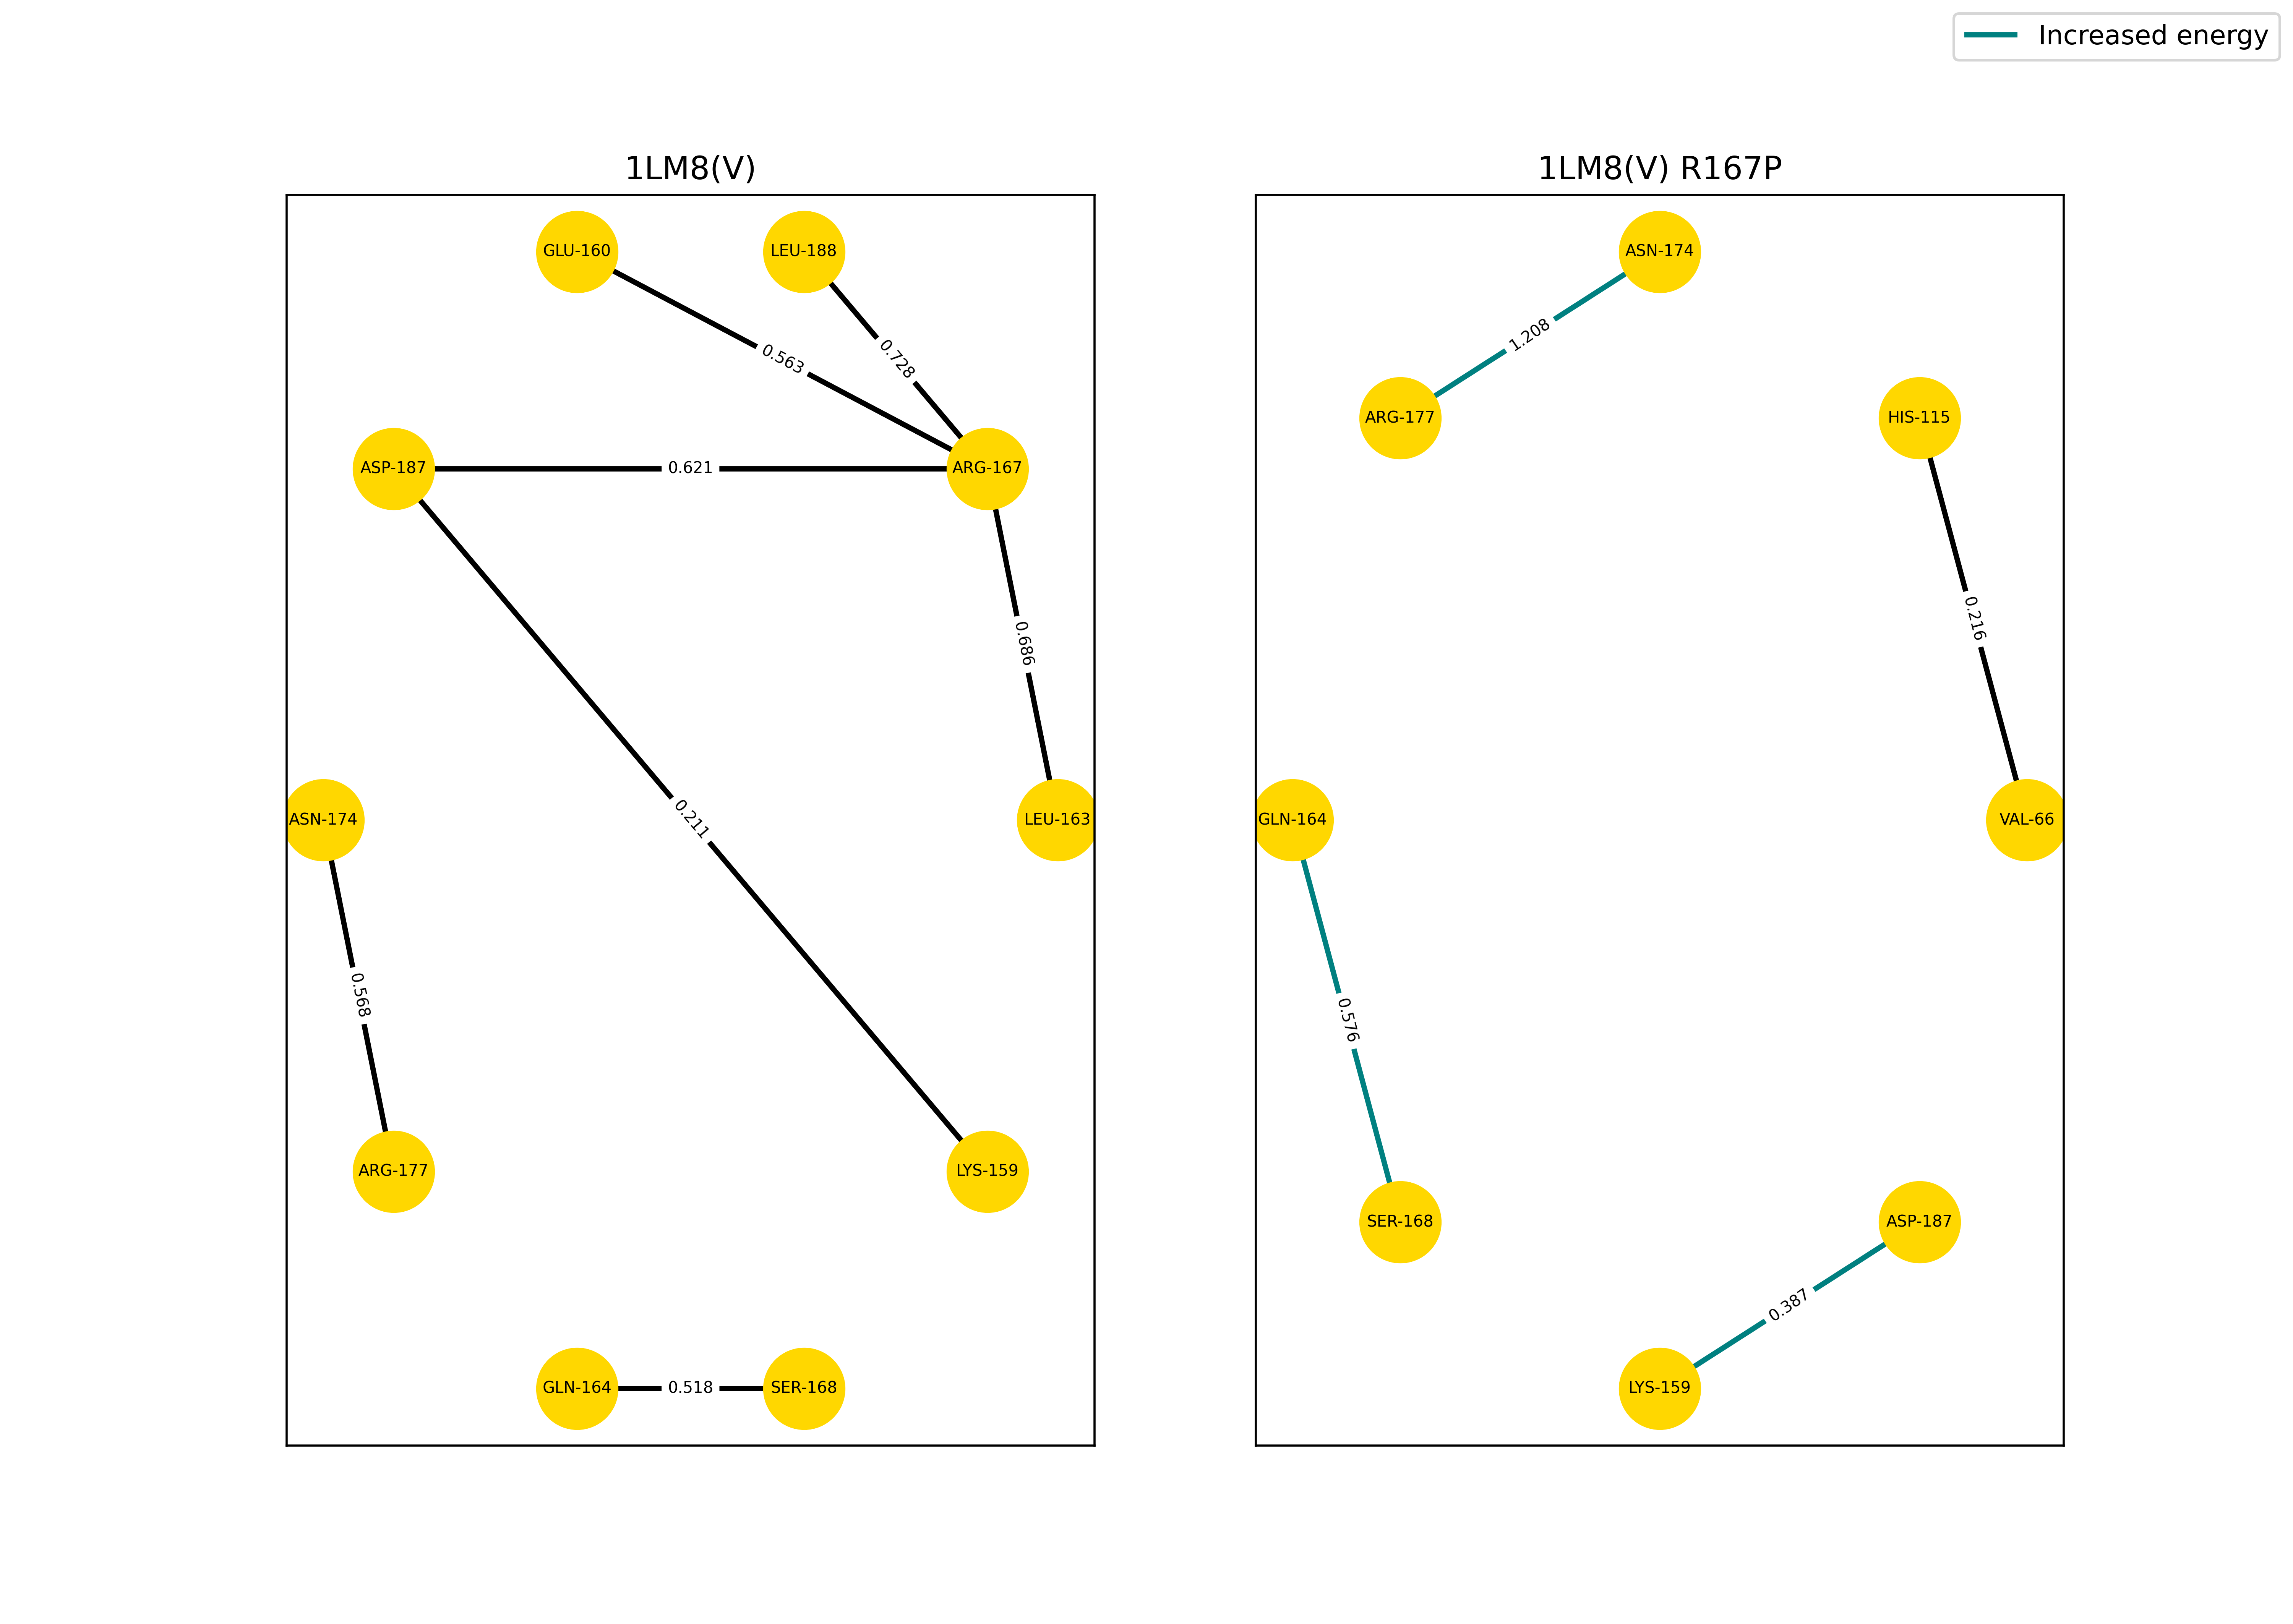 Increased energy
1LM8(V)
GLU-160
LEU-188
0.563
0.728
ASP-187
0.621
ARG-167
0.686
0.211
ASN-174
LEU-163
0.568
ARG-177
LYS-159
GLN-164
0.518
SER-168
1LM8(V) R167P
ASN-174
1.208
ARG-177
HIS-115
0.216
GLN-164
VAL-66
0.576
SER-168
ASP-187
0.387
LYS-159